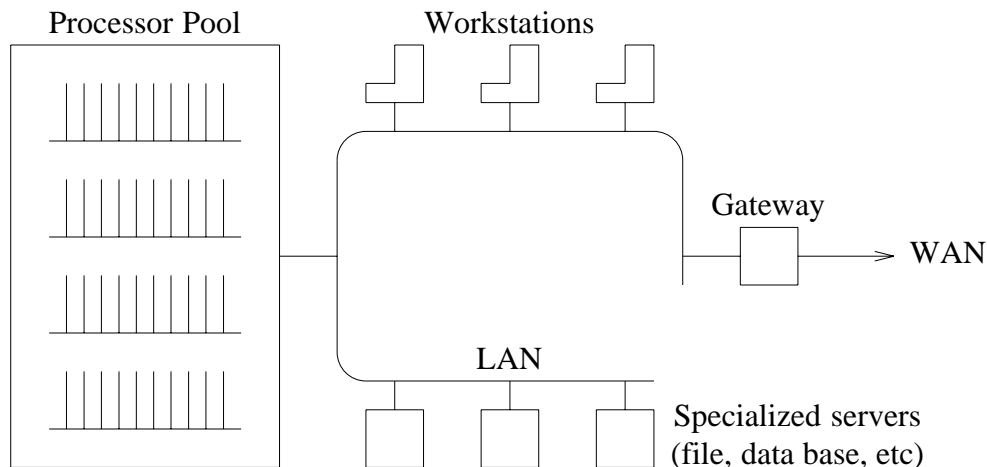 Processor Pool
Workstations
Gateway
WAN
LAN
Specialized servers
(file, data base, etc)